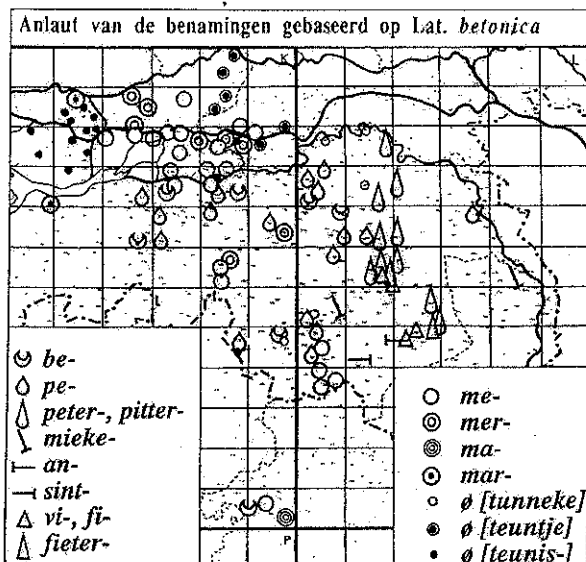 Anlaut van de benamingen gebaseerd op Lat. betonica
K
L
be-
pe-
peter-, pitter-
mieke-
an-
sint-
vi-, fi-
fieter-
me-
mer-
ma-
mar-
ø [tunneke]
ø [teuntje]
ø [teunis-]
P